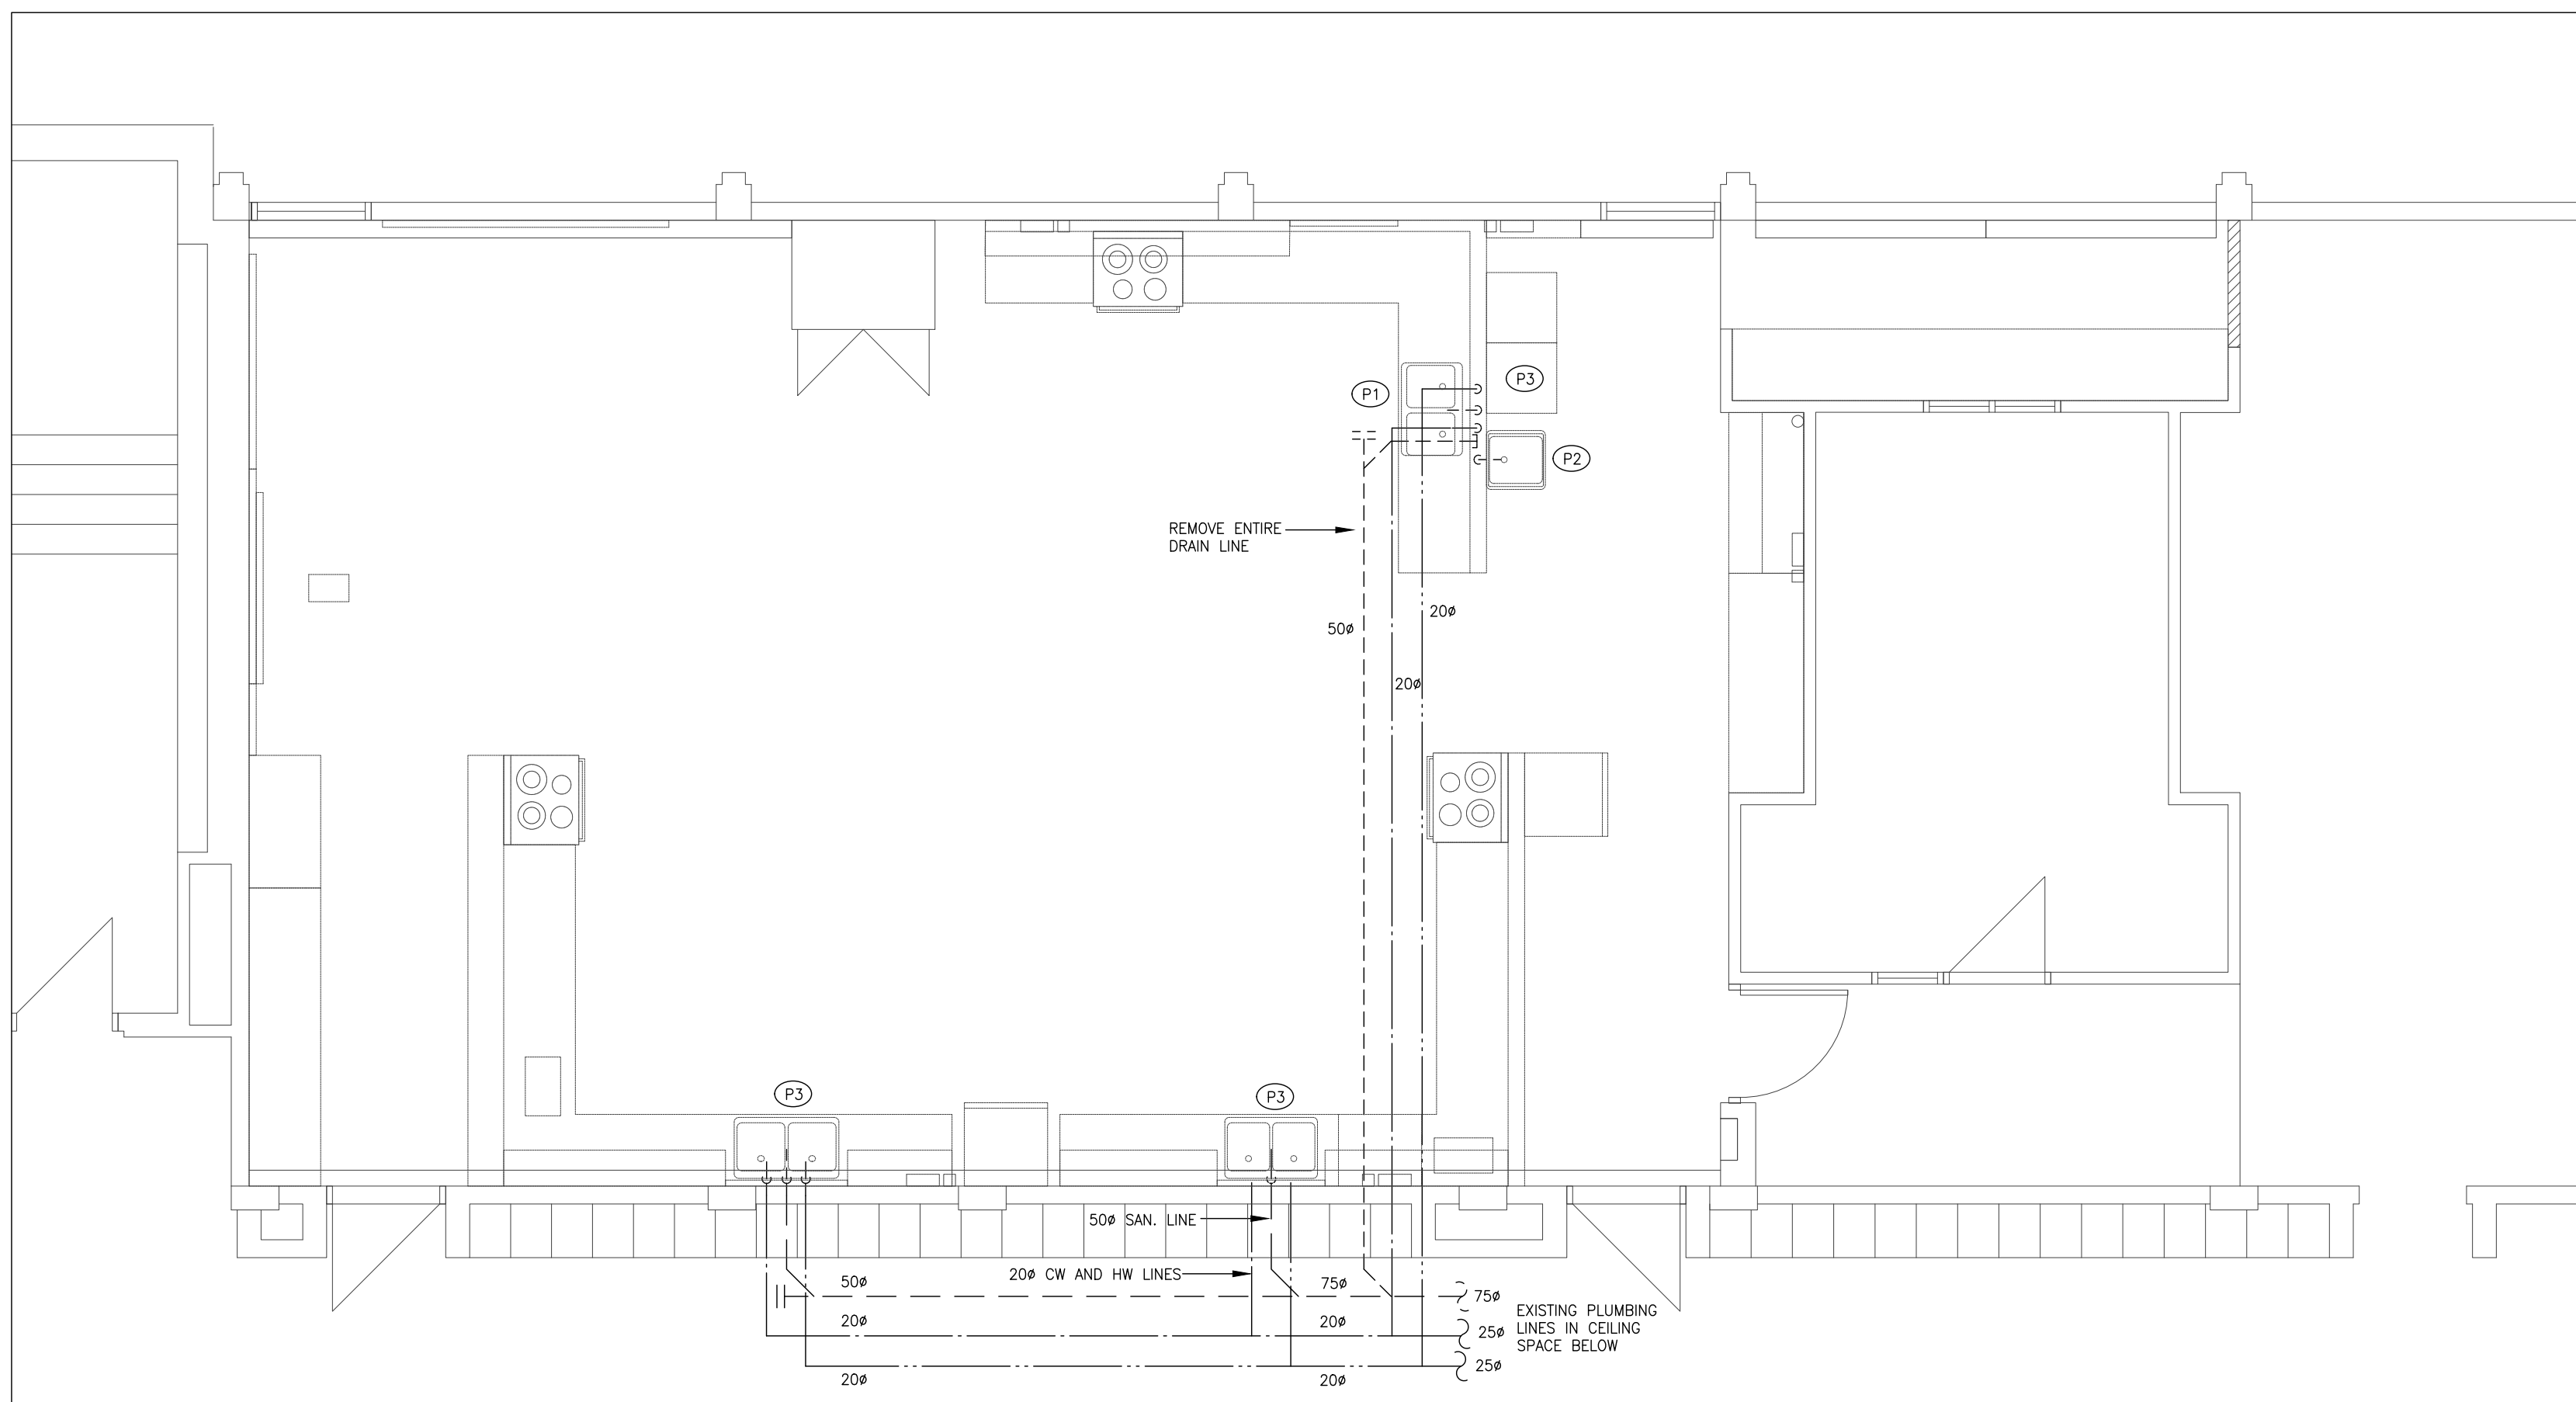 P3
P1
P2
REMOVE ENTIRE
DRAIN LINE
20ø
50ø
20ø
P3
P3
50ø SAN. LINE
20ø CW AND HW LINES
50ø
75ø
75ø
20ø
20ø
25ø
25ø
20ø
20ø
EXISTING PLUMBING
LINES IN CEILING
SPACE BELOW